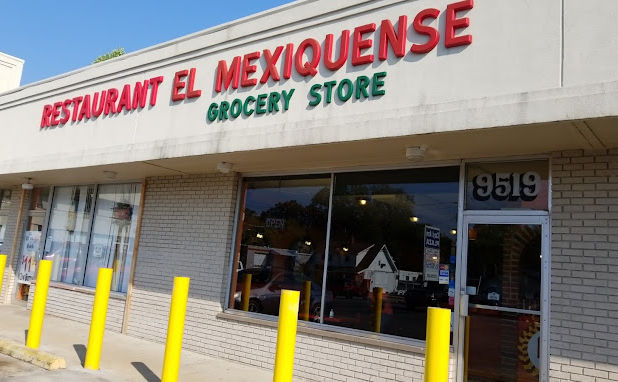 RESTAURANT EL MEXIQUENSE
GROCERY STORE
9519
OPEN